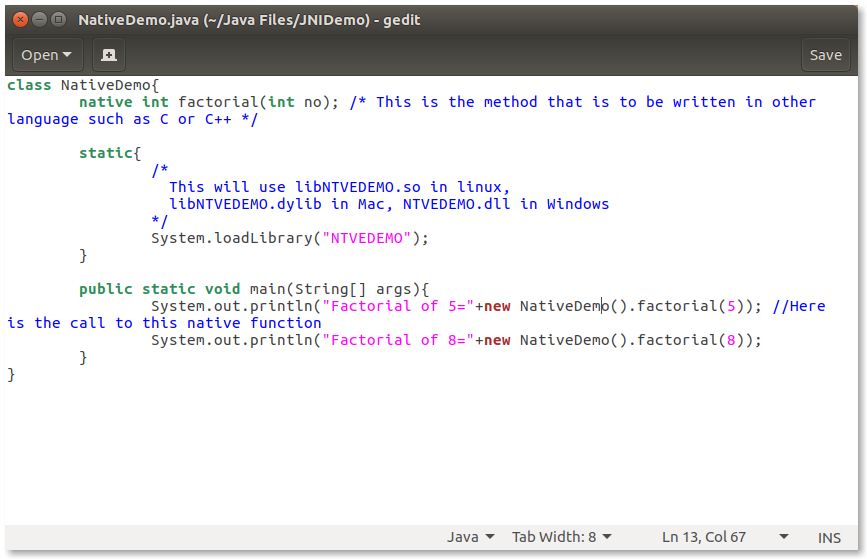 NativeDemo.java (~/Java Files/JNIDemo) - gedit
Open
Save
class NativeDemo{
        native int factorial(int no); /* This is the method that is to be written in other
language such as C or C++ */
        static{
                /*
                  This will use libNTVEDEMO.so in linux,
                  libNTVEDEMO.dylib in Mac, NTVEDEMO.dll in Windows
                */
                System.loadLibrary("NTVEDEMO");
        }
        public static void main(String[] args){
                System.out.println("Factorial of 5="+new NativeDemo().factorial(5)); //Here
is the call to this native function
                System.out.println("Factorial of 8="+new NativeDemo().factorial(8));
        }
}
Java Tab Width: 8 Ln 13, Col 67 INS